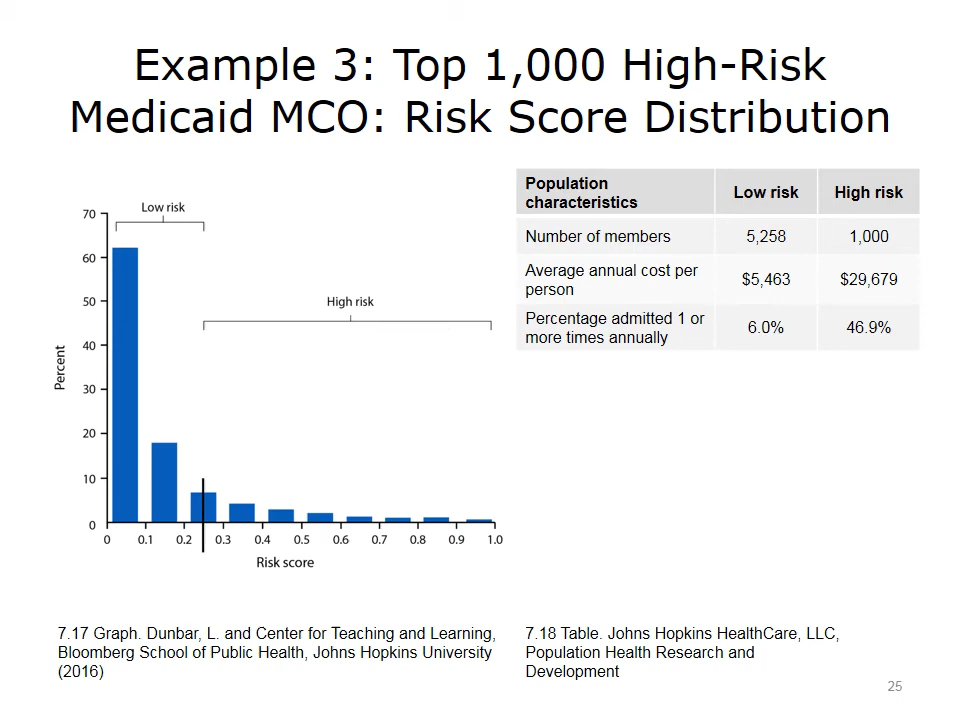 Example 3: Top 1,000 High-Risk
Medicaid MCO: Risk Score Distribution
Low risk
High risk
Percent
70
60
50
40
30
20
10
0
0 0.1 0.2 0.3 0.4 0.5 0.6 0.7 0.8 0.9 1.0
Risk score
Population
characteristics
Low risk
High risk
Number of members
5,258
1,000
Average annual cost per
person
$5,463
$29,679
Percentage admitted 1 or
more times annually
6.0%
46.9%
7.17 Graph. Dunbar, L. and Center for Teaching and Learning,
Bloomberg School of Public Health, Johns Hopkins University
(2016)
7.18 Table. Johns Hopkins HealthCare, LLC,
Population Health Research and
Development
25